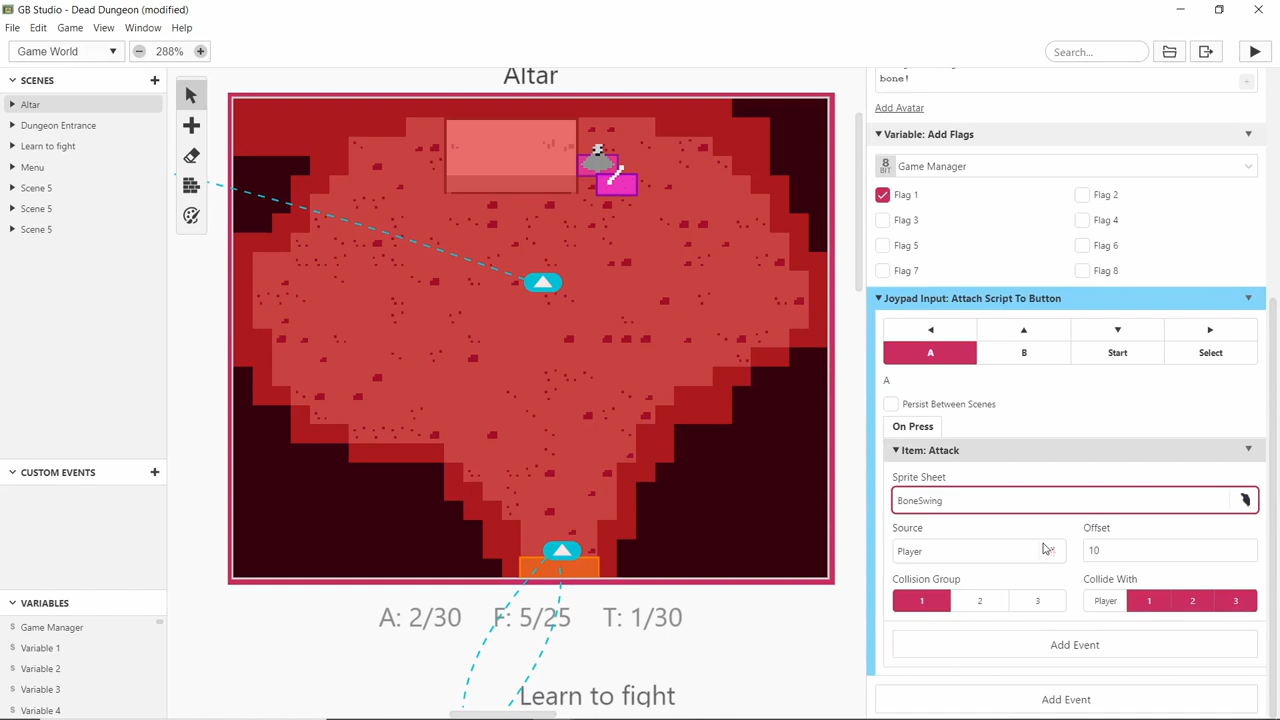 GB Studio - Dead Dungeon (modified)
File Edit Game View Window Help
Game World
288%
Search...
SCENES
Altar
Dungeon Entrance
Learn to fight
Menu
Scene 5
Scene 5
Scene 5
CUSTOM EVENTS
VARIABLES
Game Manager
Variable 1
Variable 2
Variable 3
Variable 4
Altar
A: 2/30 F: 5/25 T: 1/30
Learn to fight
bone!
Add Avatar
Variable: Add Flags
8 BIT Game Manager
Flag 1 Flag 2
Flag 3 Flag 4
Flag 5 Flag 6
Flag 7 Flag 8
Joypad Input: Attach Script To Button
A B Start Select
A
Persist Between Scenes
On Press
Item: Attack
Sprite Sheet
BoneSwing
Source Offset
Player 10
Collision Group Collide With
1 2 3 Player 1 2 3
Add Event
Add Event